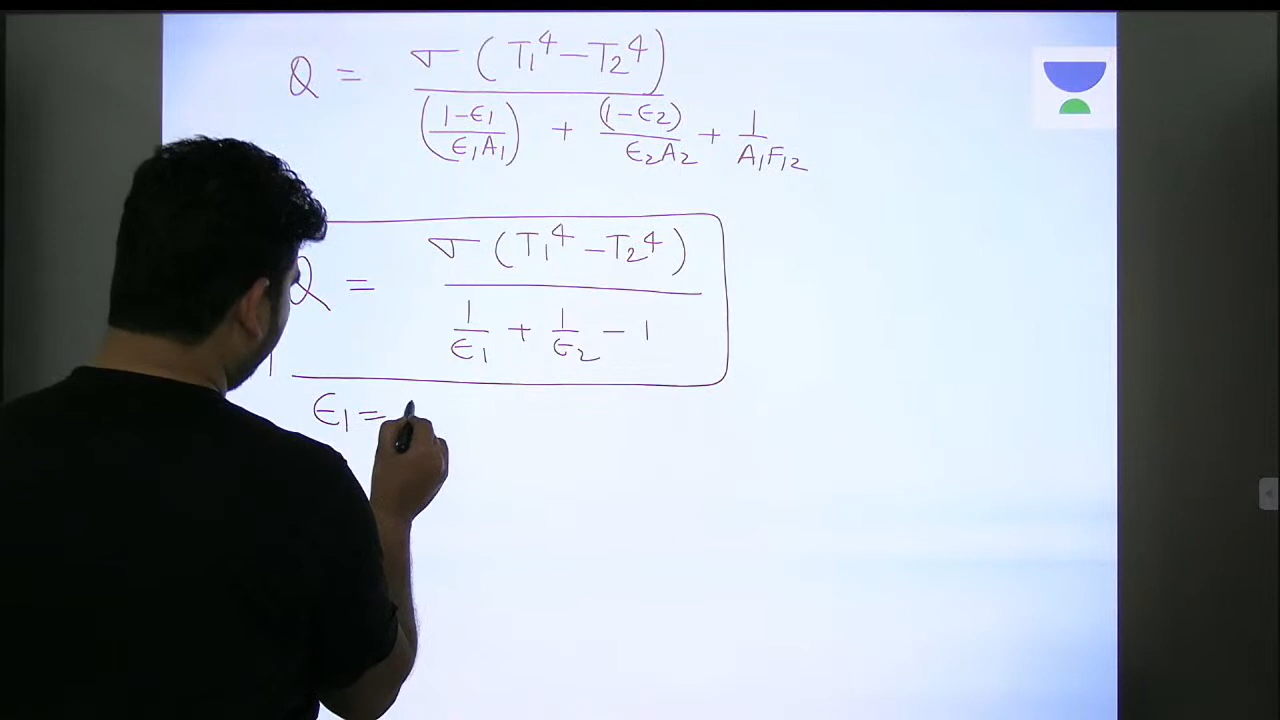 Q = σ (T₁⁴ – T₂⁴) / ((1-ε₁)/(ε₁A₁)) + (1-ε₂)/(ε₂A₂) + 1/(A₁F₁₂)
Q = σ (T₁⁴ – T₂⁴) / (1/ε₁ + 1/ε₂ – 1)
ε₁ =